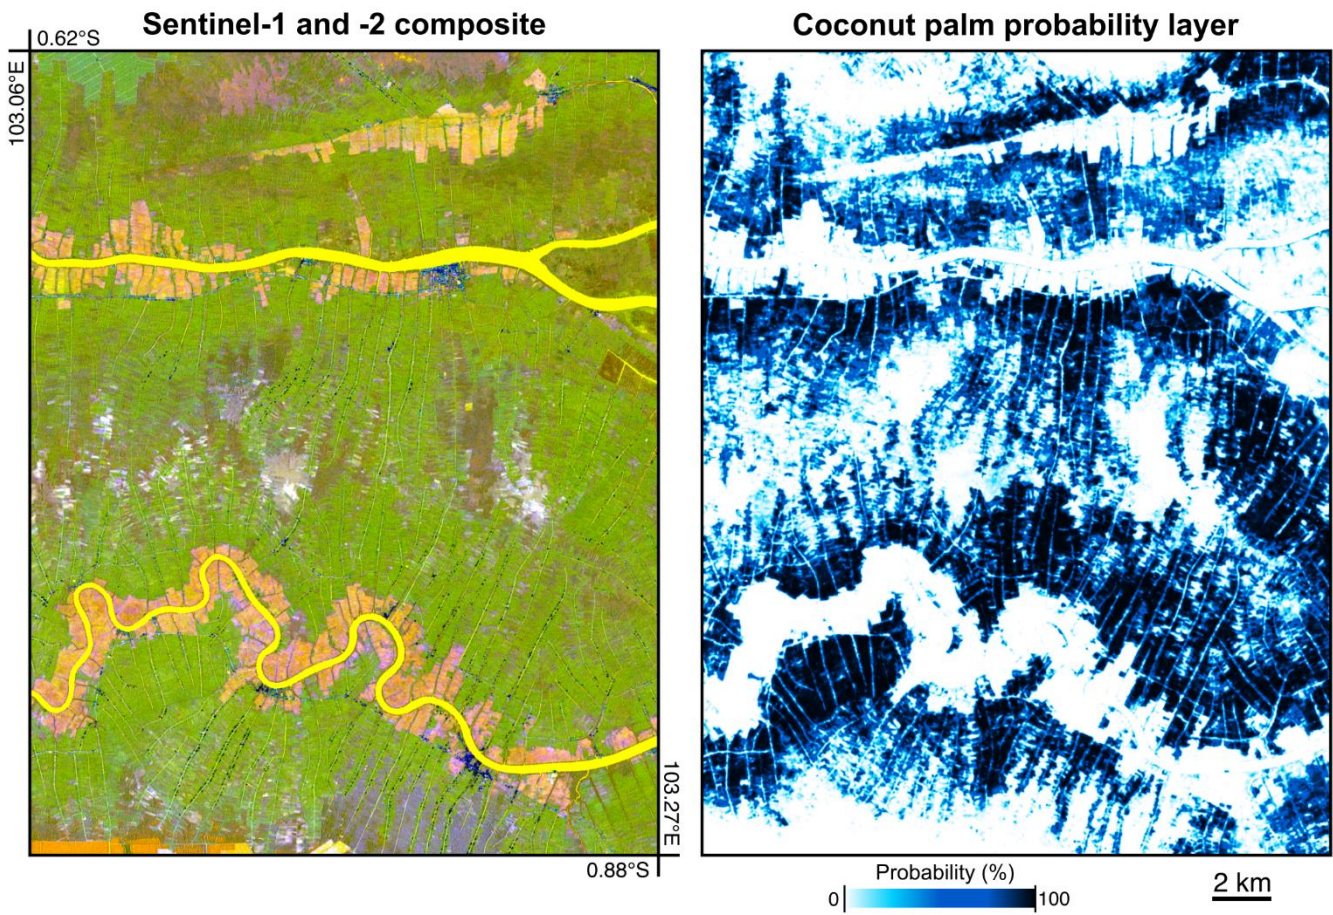 Sentinel-1 and -2 composite
Coconut palm probability layer
0.62°S
103.06°E
103.27°E
0.88°S
Probability (%)
0
100
2 km